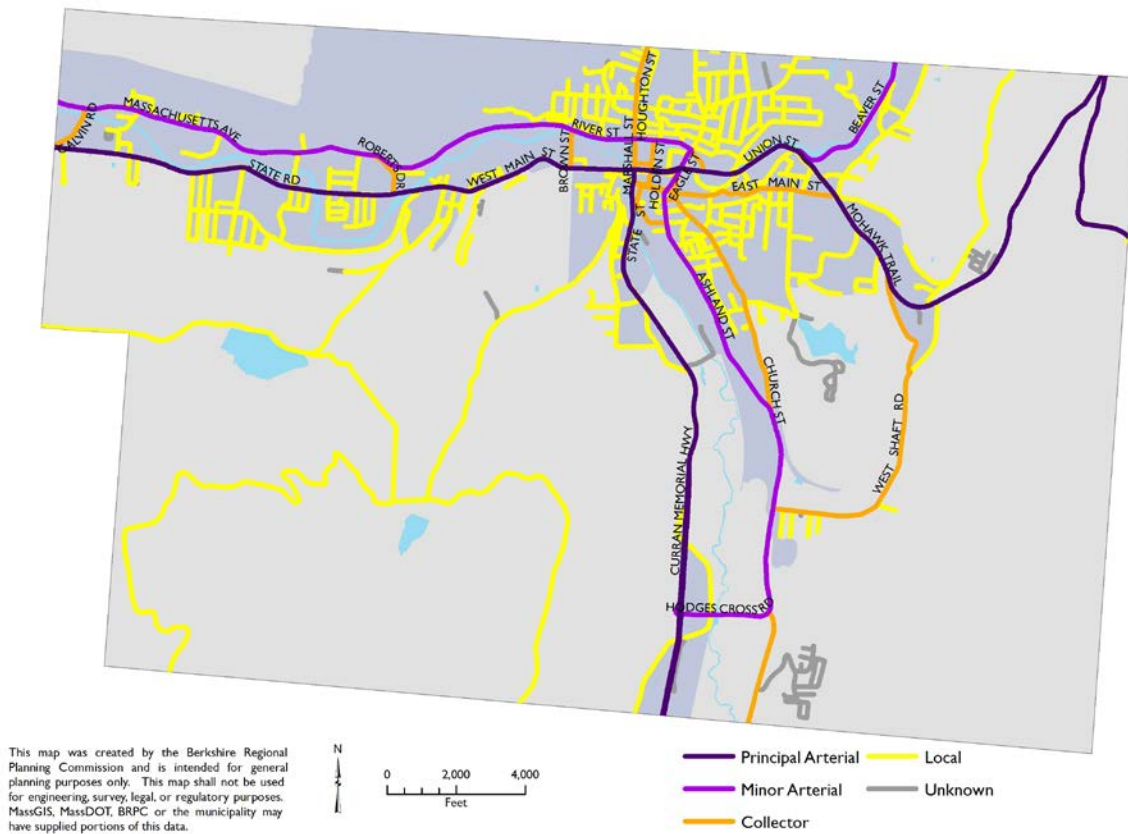 MASSACHUSETTS AVE
GALVIN RD
STATE RD
ROBERTS DR
WEST MAIN ST
BROWN ST
RIVER ST
MARSHALL ST
HOUGHTON ST
HOLDEN ST
EAGLE ST
UNION ST
BEAVER ST
EAST MAIN ST
MOHAWK TRAIL
STATE ST
ASHLAND ST
CHURCH ST
WEST SHAFT RD
CURRAN MEMORIAL HWY
HODGES CROSS RD
This map was created by the Berkshire Regional
Planning Commission and is intended for general
planning purposes only. This map shall not be used
for engineering, survey, legal, or regulatory purposes.
MassGIS, MassDOT, BRPC or the municipality may
have supplied portions of this data.
N
0 2,000 4,000
Feet
Principal Arterial
Minor Arterial
Collector
Local
Unknown